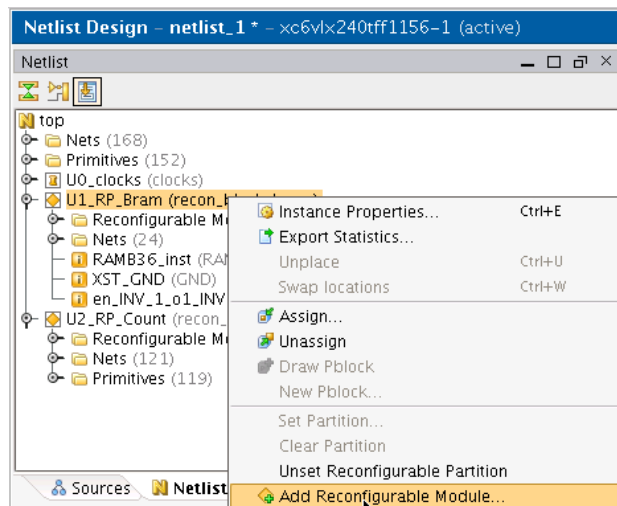 Netlist Design - netlist_1 * - xc6vlx240tff1156-1 (active)
Netlist
top
Nets (168)
Primitives (152)
U0_clocks (clocks)
U1_RP_Bram
Reconfigurable
Nets (24)
RAMB36_inst
XST_GND (GND)
en_INV_1_o1_INV
U2_RP_Count
Reconfigurable
Nets (121)
Primitives (119)
Instance Properties... Ctrl+E
Export Statistics...
Unplace Ctrl+U
Swap locations Ctrl+W
Assign...
Unassign
Draw Pblock
New Pblock...
Set Partition...
Clear Partition
Unset Reconfigurable Partition
Add Reconfigurable Module...
Sources Netlist